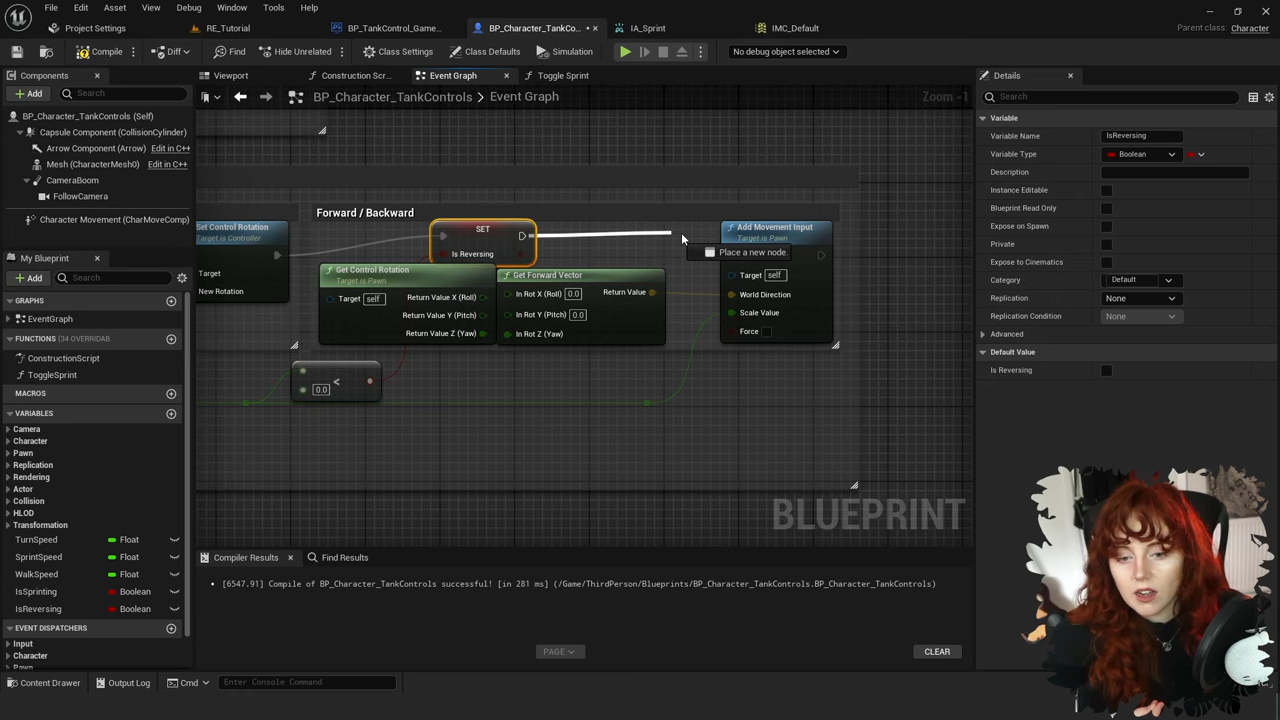 File Edit Asset View Debug Window Tools Help
Project Settings RE_Tutorial BP_TankControl_Game... BP_Character_TankCo... IA_Sprint IMC_Default Parent class: Character
Compile Diff Find Hide Unrelated Class Settings Class Defaults Simulation No debug object selected
Components Viewport Construction Scr... Event Graph Toggle Sprint Details
Add Search BP_Character_TankControls > Event Graph Zoom -1 Search
BP_Character_TankControls (Self)
Capsule Component (CollisionCylinder)
Arrow Component (Arrow) Edit in C++
Mesh (CharacterMesh0) Edit in C++
CameraBoom
FollowCamera
Character Movement (CharMoveComp)
My Blueprint
Add Search
GRAPHS
EventGraph
FUNCTIONS (34 OVERRIDAB
ConstructionScript
ToggleSprint
MACROS
VARIABLES
Camera
Character
Pawn
Replication
Rendering
Actor
Collision
HLOD
Transformation
TurnSpeed Float
SprintSpeed Float
WalkSpeed Float
IsSprinting Boolean
IsReversing Boolean
EVENT DISPATCHERS
Input
Character
Pawn
Set Control Rotation
Target is Controller
Target
New Rotation
Forward / Backward
SET
Is Reversing
Get Control Rotation
Target is Pawn
Target self
Return Value X (Roll)
Return Value Y (Pitch)
Return Value Z (Yaw)
Get Forward Vector
In Rot X (Roll) 0.0 Return Value
In Rot Y (Pitch) 0.0
In Rot Z (Yaw)
Place a new node.
Add Movement Input
Target is Pawn
Target self
World Direction
Scale Value
Force
0.0 <
BLUEPRINT
Variable
Variable Name IsReversing
Variable Type Boolean
Description
Instance Editable
Blueprint Read Only
Expose on Spawn
Private
Expose to Cinematics
Category Default
Replication None
Replication Condition None
Advanced
Default Value
Is Reversing
Compiler Results Find Results
[6547.91] Compile of BP_Character_TankControls successful! [in 281 ms] (/Game/ThirdPerson/Blueprints/BP_Character_TankControls.BP_Character_TankControls)
PAGE CLEAR
Content Drawer Output Log Cmd Enter Console Command